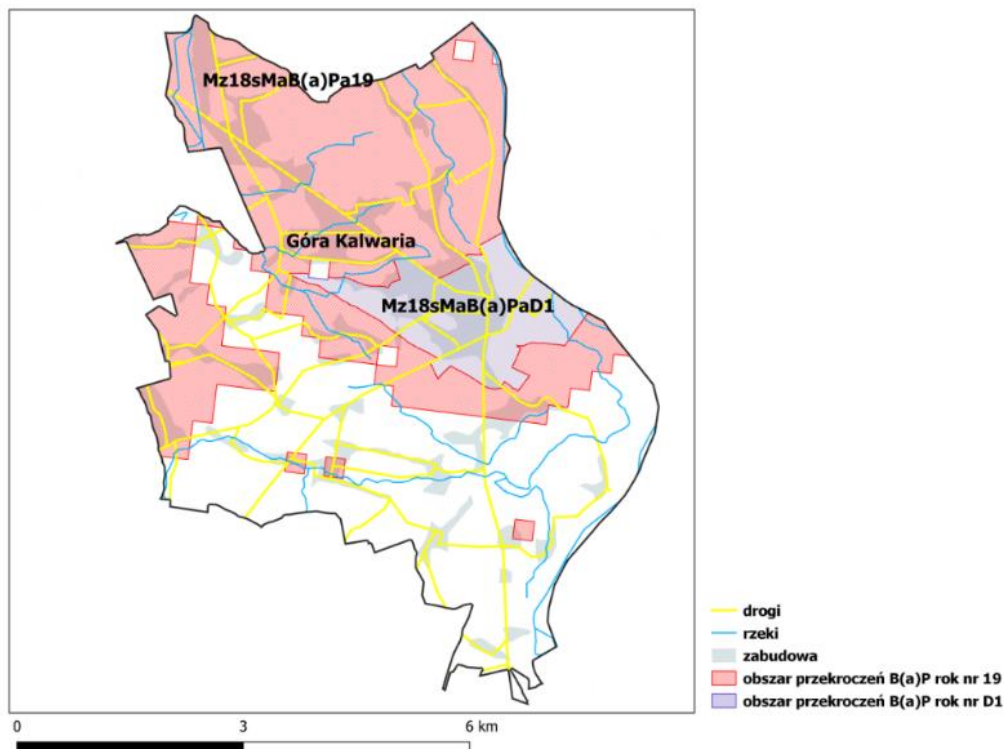 Mz18sMaB(a)Pa19
Góra Kalwaria
Mz18sMaB(a)PaD1
drogi
rzeki
zabudowa
obszar przekroczeń B(a)P rok nr 19
obszar przekroczeń B(a)P rok nr D1
0 3 6 km